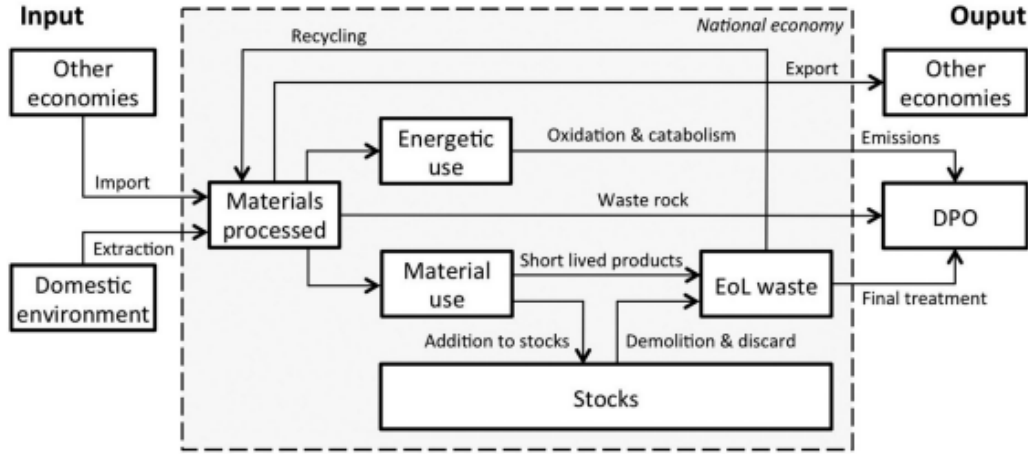 Input
National economy
Ouput
Recycling
Other
economies
Export
Other
economies
Energetic
use
Oxidation & catabolism
Emissions
Import
Materials
processed
Waste rock
DPO
Extraction
Domestic
environment
Material
use
Short lived products
EoL waste
Final treatment
Addition to stocks
Demolition & discard
Stocks